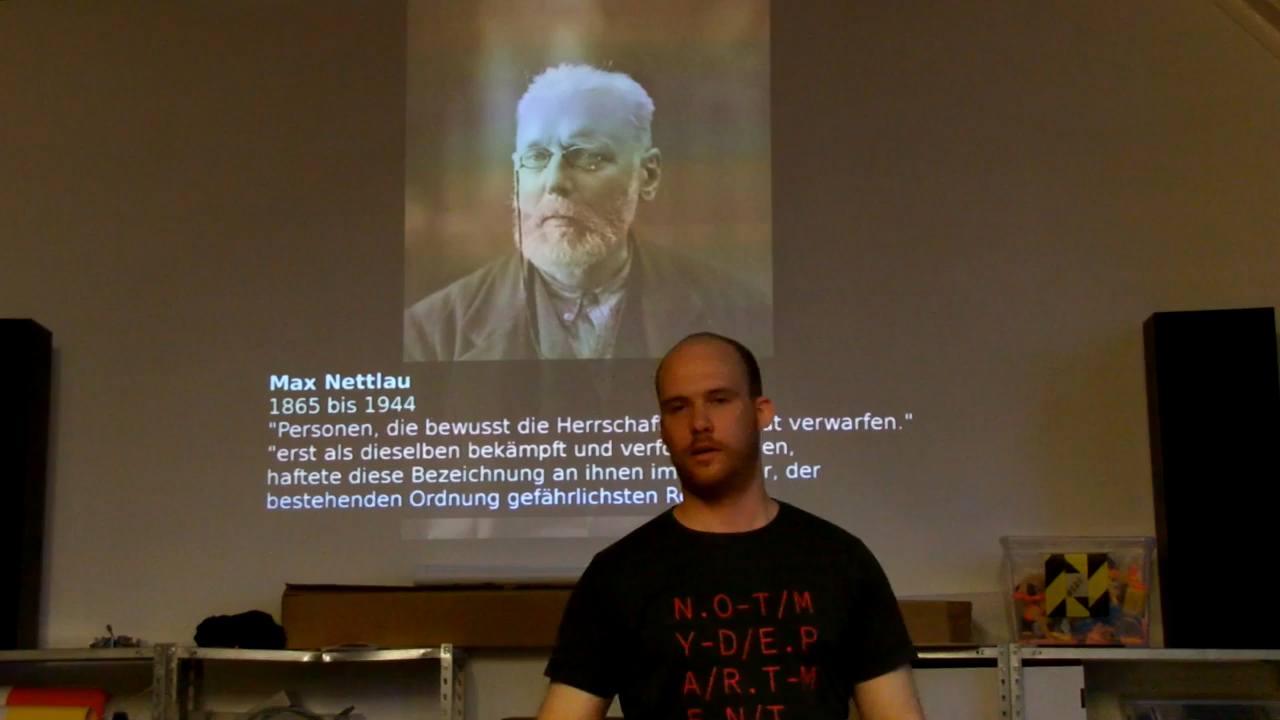 Max Nettlau
1865 bis 1944
"Personen, die bewusst die Herrschaf at verwarfen."
"erst als dieselben bekämpft und verfo en,
haftete diese Bezeichnung an ihnen im r, der
bestehenden Ordnung gefährlichsten R
N.O-T/M
Y-D/E.P
A/R.T-M
E.N/T